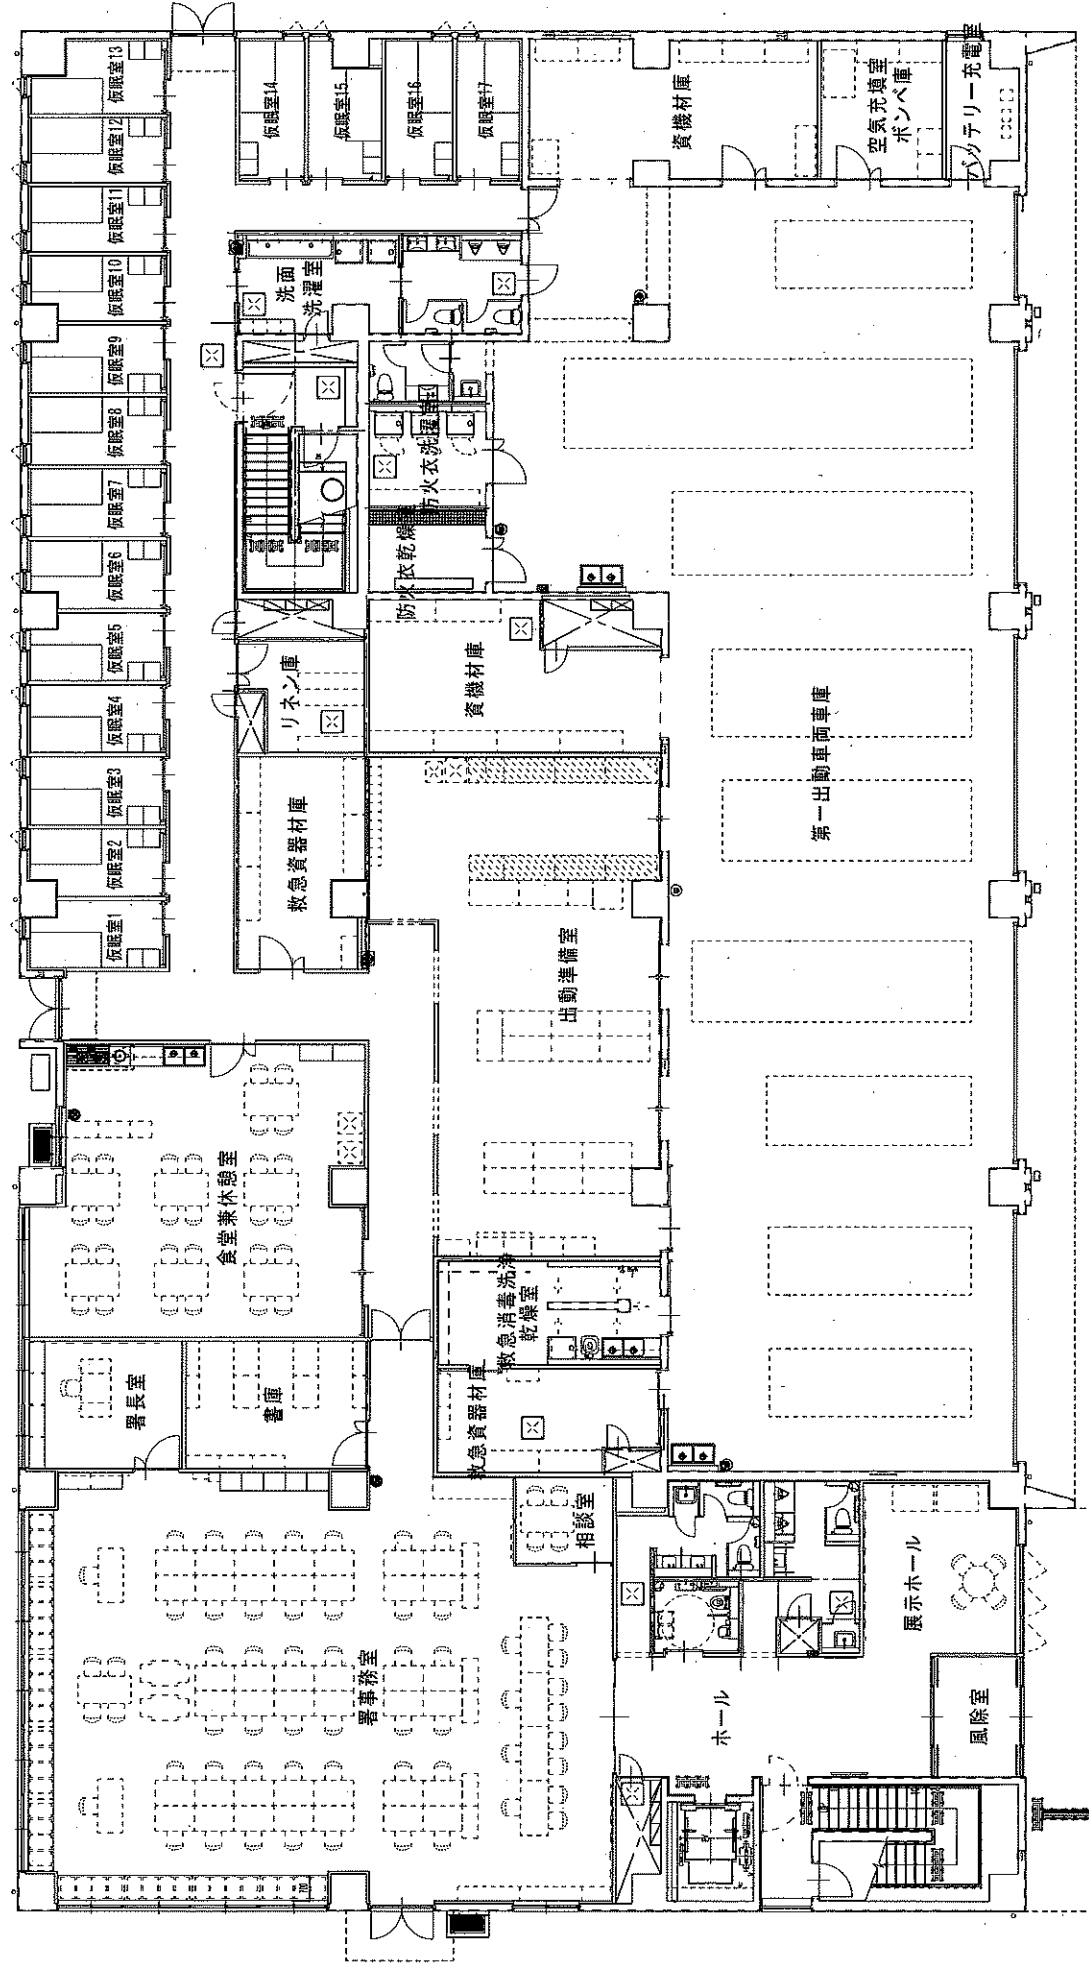 仮眠室1
仮眠室2
仮眠室3
仮眠室4
仮眠室5
仮眠室6
仮眠室7
仮眠室8
仮眠室9
仮眠室10
仮眠室11
仮眠室12
仮眠室13
仮眠室14
仮眠室15
仮眠室16
仮眠室17
資機材庫
空気充填室
ボンベ庫
バッテリー充電室
洗面
洗濯室
防火衣洗濯室
防火衣乾燥室
リネン庫
資機材庫
救急資器材庫
出動準備室
第一出動車両車庫
食堂兼休憩室
署長室
書庫
救急消毒洗浄
乾燥室
救急資器材庫
相談室
署事務室
ホール
展示ホール
風除室
700